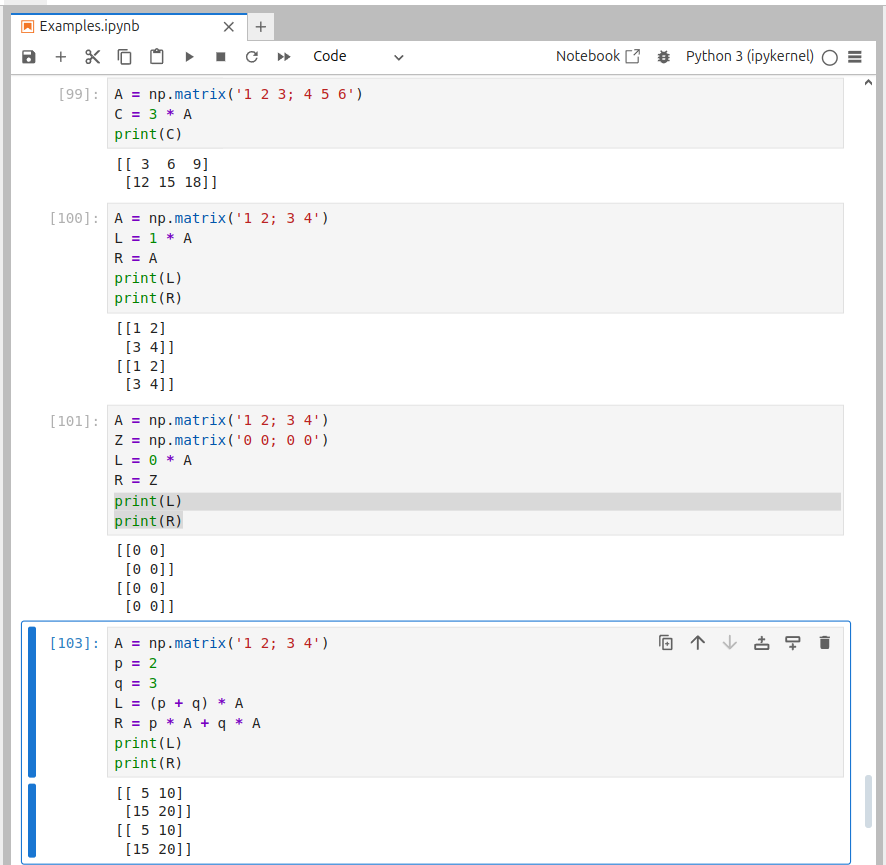 Examples.ipynb
Code
Notebook
Python 3 (ipykernel)
[99]:
A = np.matrix('1 2 3; 4 5 6')
C = 3 * A
print(C)
[[ 3  6  9]
 [12 15 18]]
[100]:
A = np.matrix('1 2; 3 4')
L = 1 * A
R = A
print(L)
print(R)
[[1 2]
 [3 4]]
[[1 2]
 [3 4]]
[101]:
A = np.matrix('1 2; 3 4')
Z = np.matrix('0 0; 0 0')
L = 0 * A
R = Z
print(L)
print(R)
[[0 0]
 [0 0]]
[[0 0]
 [0 0]]
[103]:
A = np.matrix('1 2; 3 4')
p = 2
q = 3
L = (p + q) * A
R = p * A + q * A
print(L)
print(R)
[[ 5 10]
 [15 20]]
[[ 5 10]
 [15 20]]